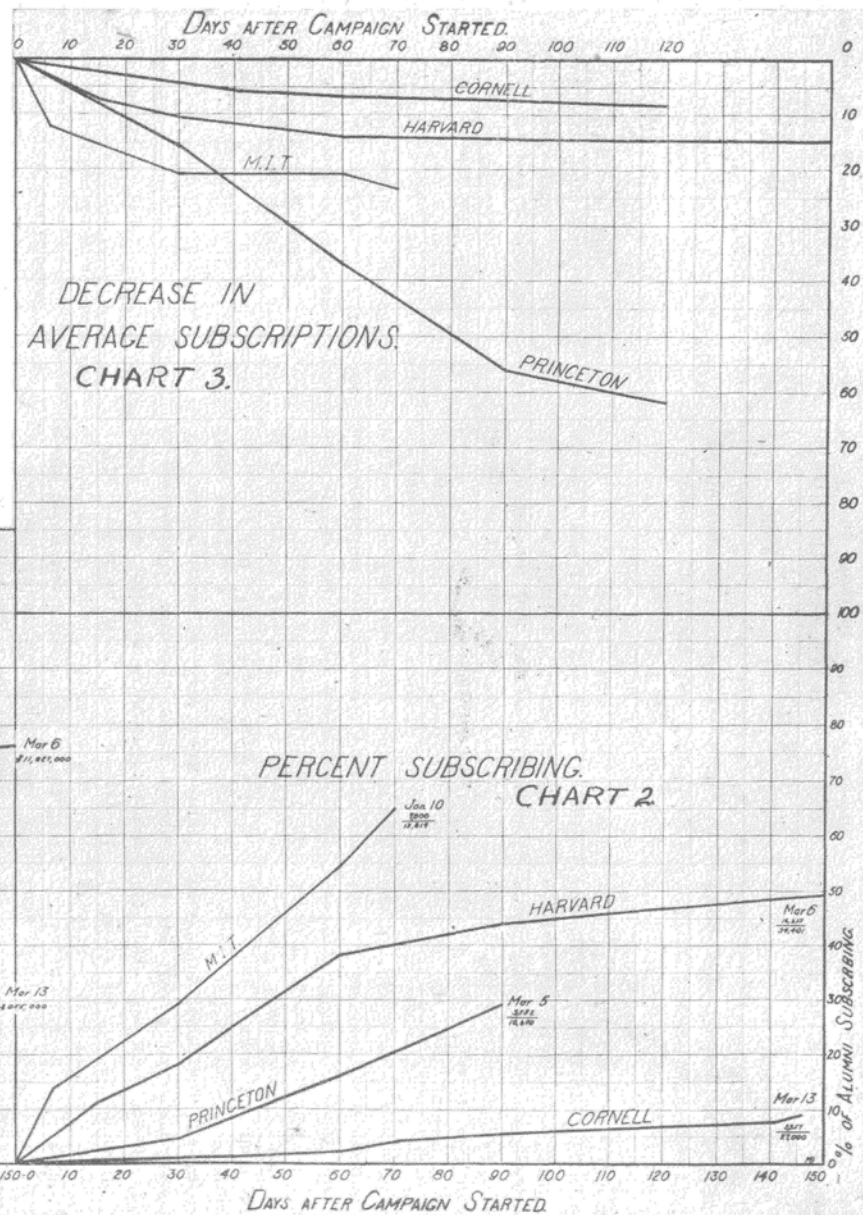 DAYS AFTER CAMPAIGN STARTED.
0 10 20 30 40 50 60 70 90 100 110 120 0
CORNELL
10
HARVARD
M.I.T
20
30
40
DECREASE IN
AVERAGE SUBSCRIPTIONS.
50
CHART 3.
PRINCETON
60
70
80
90
100
90
80
Mar 6
PERCENT SUBSCRIBING.
70
CHART 2
Jan 10
60
50
HARVARD
Mar 6
M.I.T
40
Mar 13
30
Mar 5
20
PRINCETON
Mar 13
10
CORNELL
0
% OF ALUMNI SUBSCRBING.
150-0 10 20 30 40 50 60 70 80 90 100 110 120 130 140 150
DAYS AFTER CAMPAIGN STARTED.